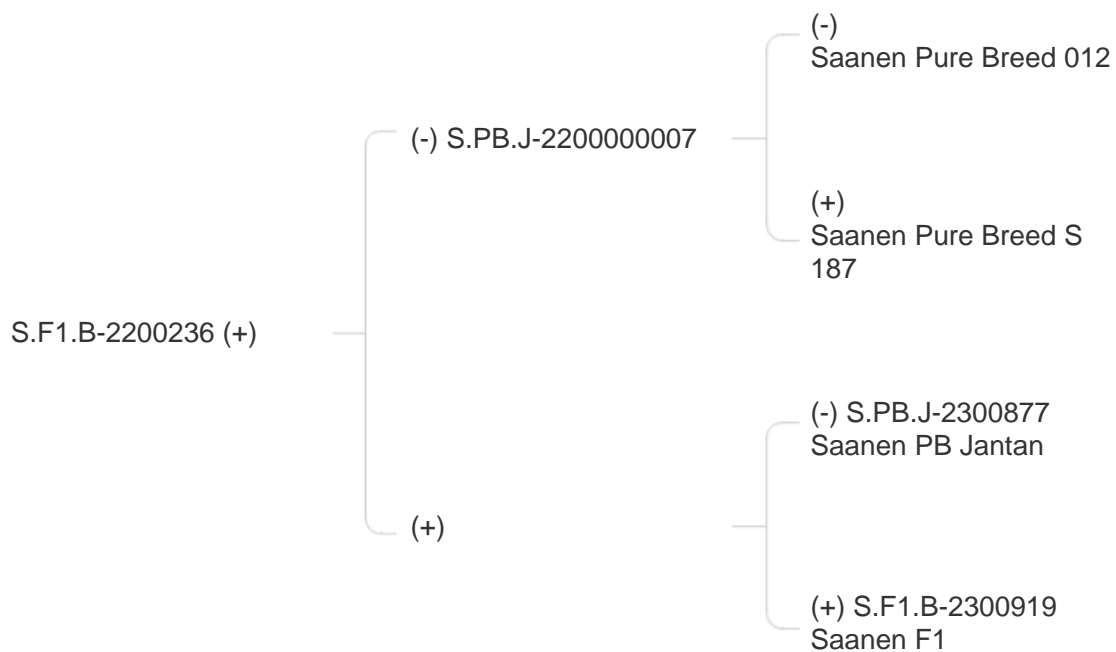 (-)
Saanen Pure Breed 012
(-) S.PB.J-2200000007
(+)
Saanen Pure Breed S
187
S.F1.B-2200236 (+)
(-) S.PB.J-2300877
Saanen PB Jantan
(+)
(+) S.F1.B-2300919
Saanen F1